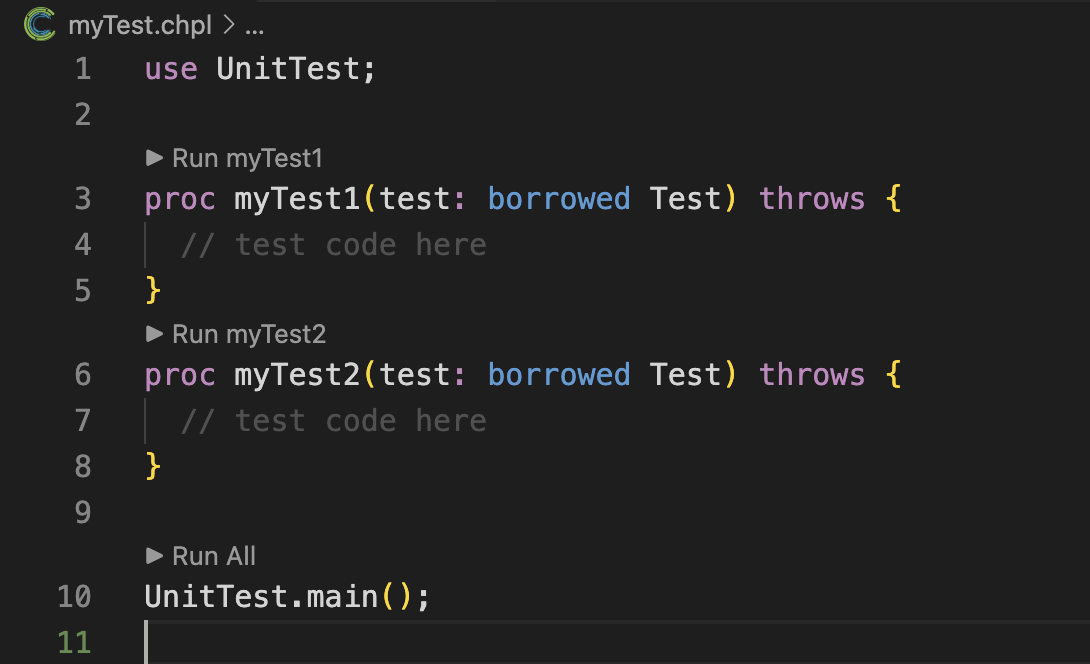 myTest.chpl > ...
1 use UnitTest;
2
▶ Run myTest1
3 proc myTest1(test: borrowed Test) throws {
4 // test code here
5 }
▶ Run myTest2
6 proc myTest2(test: borrowed Test) throws {
7 // test code here
8 }
9
▶ Run All
10 UnitTest.main();
11